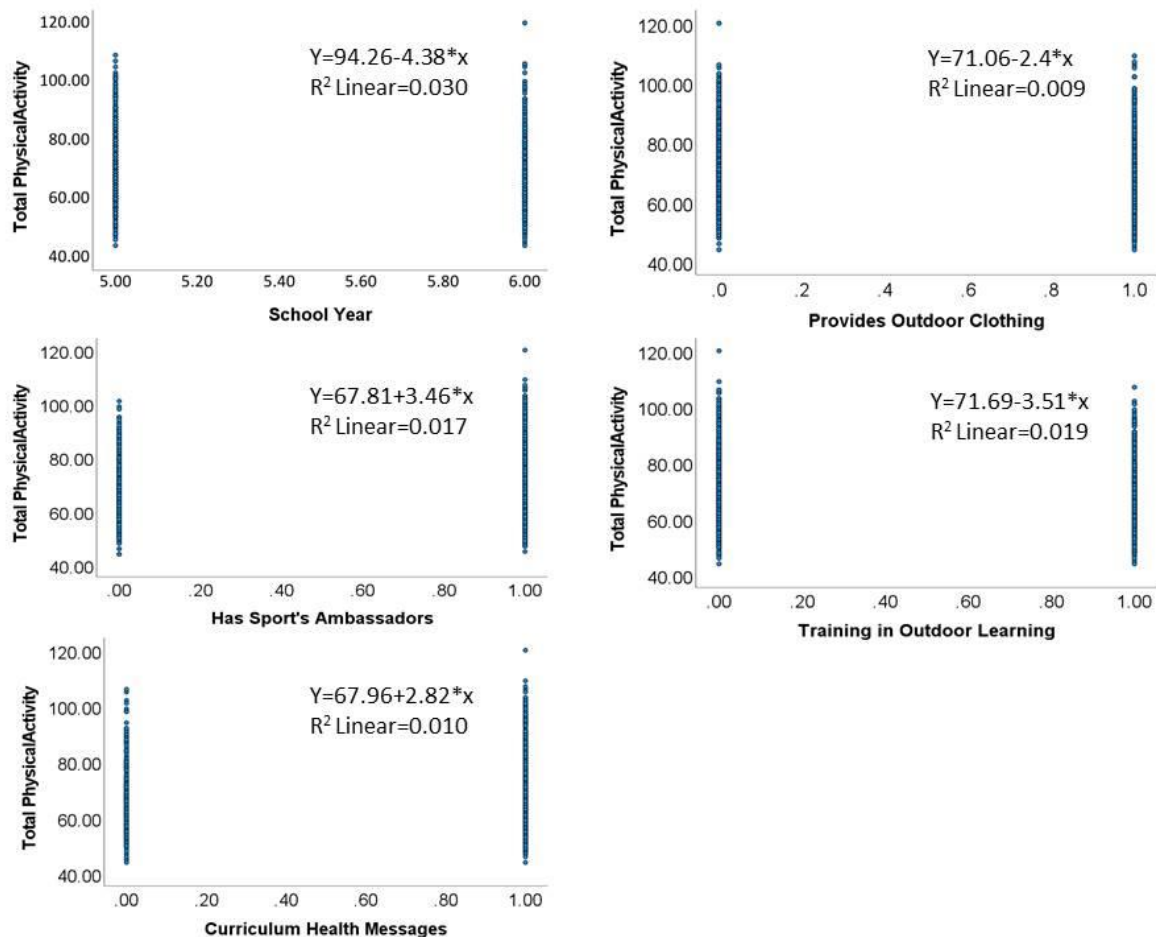 120.00
100.00
80.00
60.00
40.00
Total PhysicalActivity
Y=94.26-4.38*x
R² Linear=0.030
5.00 5.20 5.40 5.60 5.80 6.00
School Year
120.00
100.00
80.00
60.00
40.00
Total PhysicalActivity
Y=71.06-2.4*x
R² Linear=0.009
.0 .2 .4 .6 .8 1.0
Provides Outdoor Clothing
120.00
100.00
80.00
60.00
40.00
Total PhysicalActivity
Y=67.81+3.46*x
R² Linear=0.017
.00 .20 .40 .60 .80 1.00
Has Sport's Ambassadors
120.00
100.00
80.00
60.00
40.00
Total PhysicalActivity
Y=71.69-3.51*x
R² Linear=0.019
.00 .20 .40 .60 .80 1.00
Training in Outdoor Learning
120.00
100.00
80.00
60.00
40.00
Total PhysicalActivity
Y=67.96+2.82*x
R² Linear=0.010
.00 .20 .40 .60 .80 1.00
Curriculum Health Messages